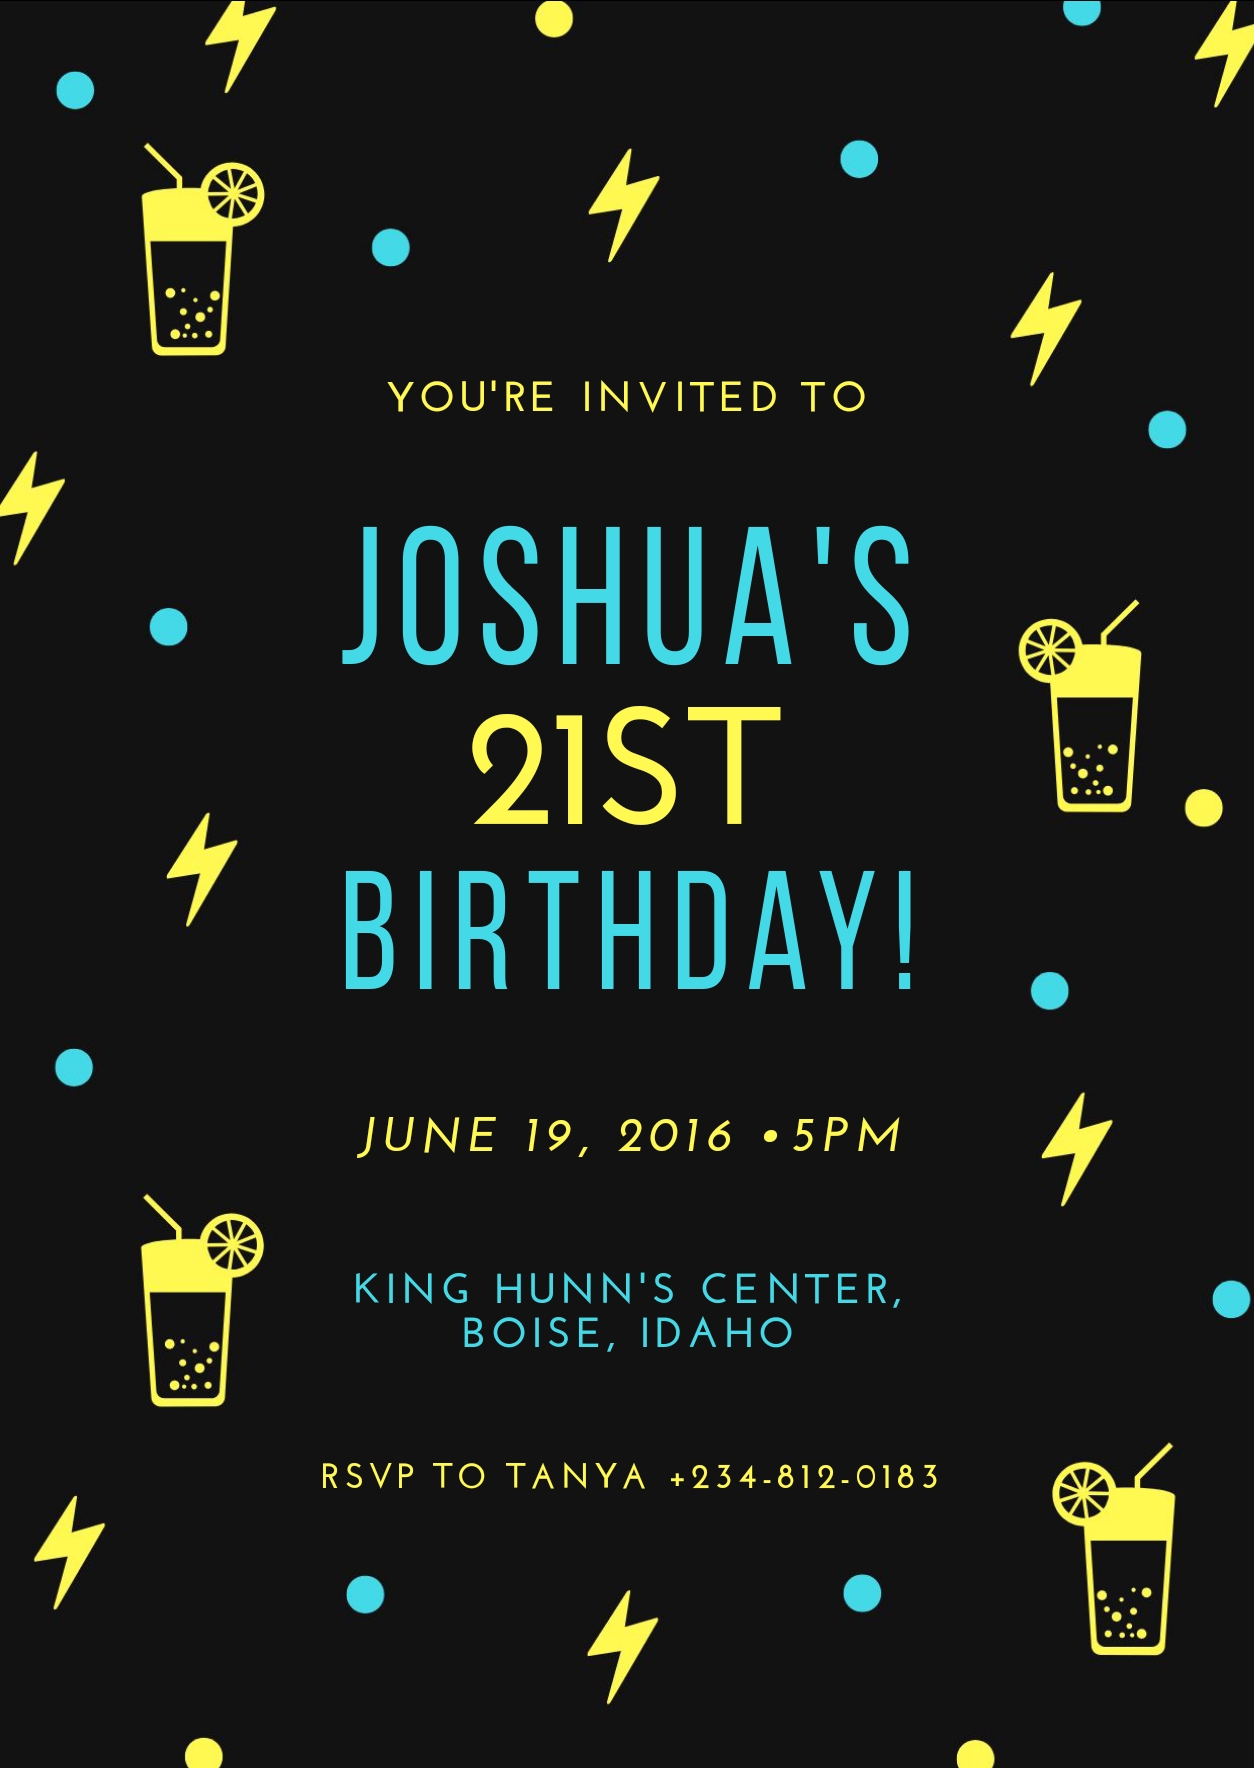 YOU'RE INVITED TO
JOSHUA'S
21ST
BIRTHDAY!
JUNE 19, 2016 • 5PM
KING HUNN'S CENTER,
BOISE, IDAHO
RSVP TO TANYA +234-812-0183